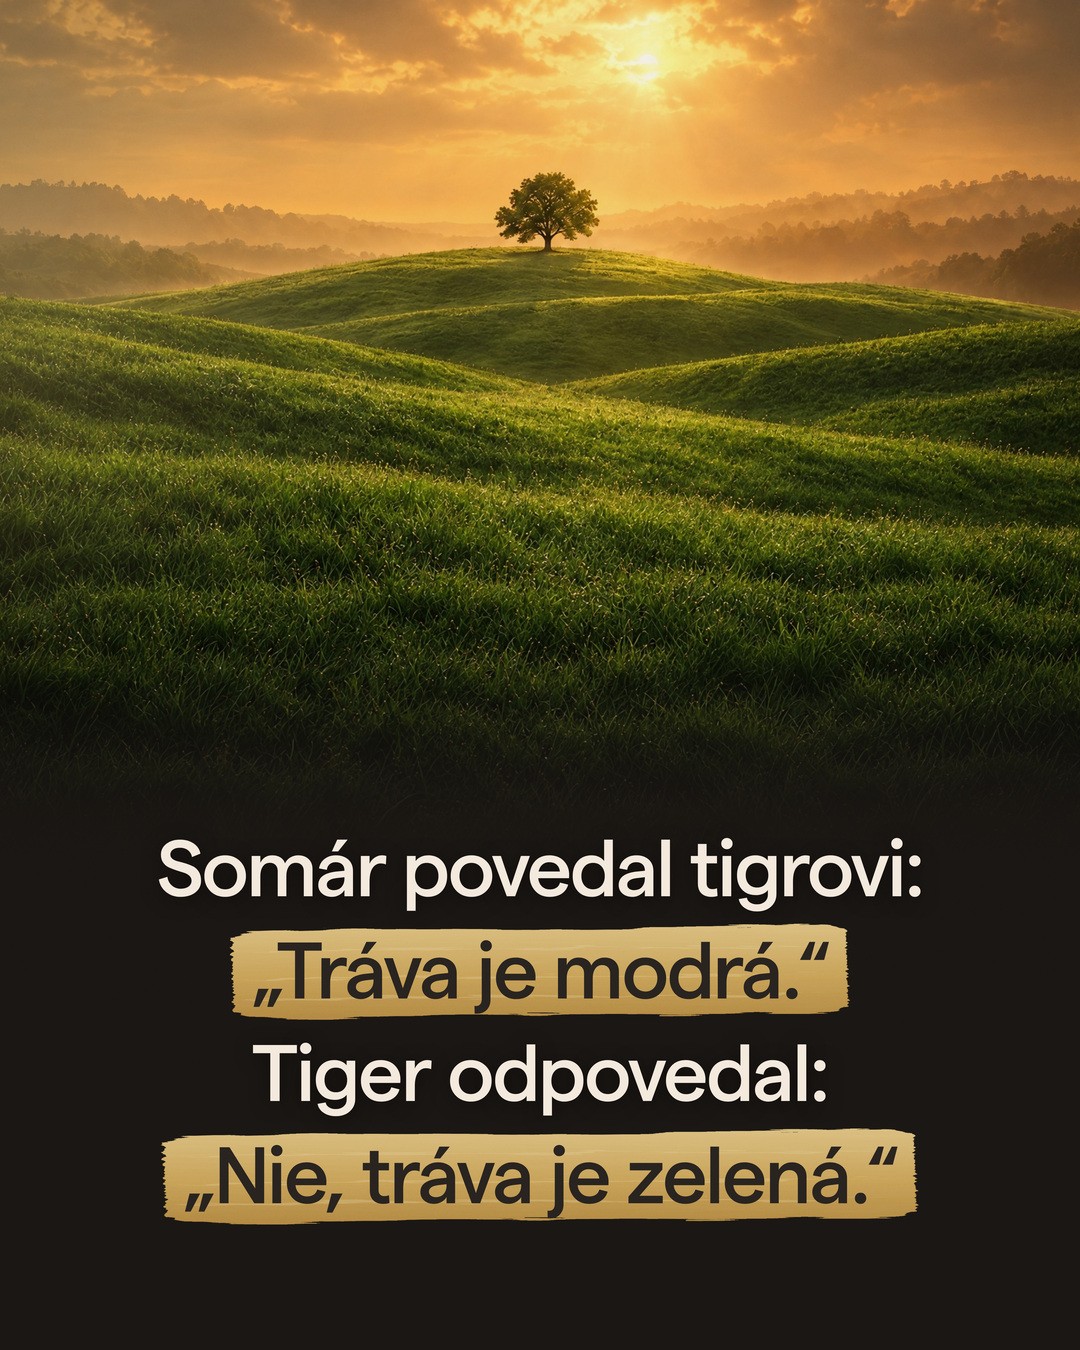 Somár povedal tigrovi:
„Tráva je modrá.“
Tiger odpovedal:
„Nie, tráva je zelená.“